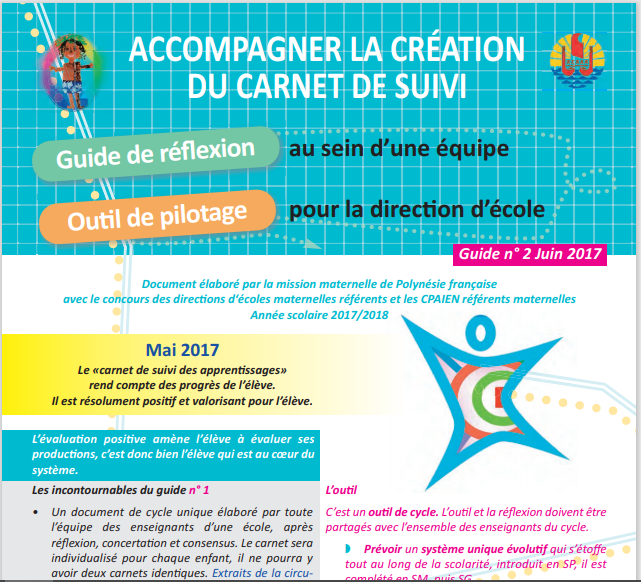 ACCOMPAGNER LA CRÉATION
DU CARNET DE SUIVI
Guide de réflexion au sein d'une équipe
Outil de pilotage pour la direction d'école
Guide n° 2 Juin 2017
Document élaboré par la mission maternelle de Polynésie française
avec le concours des directions d'écoles maternelles référents et les CPAIEN référents maternelles
Année scolaire 2017/2018
Mai 2017
Le «carnet de suivi des apprentissages»
rend compte des progrès de l'élève.
Il est résolument positif et valorisant pour l'élève.
L'évaluation positive amène l'élève à évaluer ses
productions, c'est donc bien l'élève qui est au cœur du
système.
Les incontournables du guide n° 1
• Un document de cycle unique élaboré par toute
l'équipe des enseignants d'une école, après
réflexion, concertation et consensus. Le carnet sera
individualisé pour chaque enfant, il ne pourra y
avoir deux carnets identiques. Extraits de la circu-
L'outil
C'est un outil de cycle. L'outil et la réflexion doivent être
partagés avec l'ensemble des enseignants du cycle.
Prévoir un système unique évolutif qui s'étoffe
tout au long de la scolarité, introduit en SP, il est
complété en SM, puis SG.